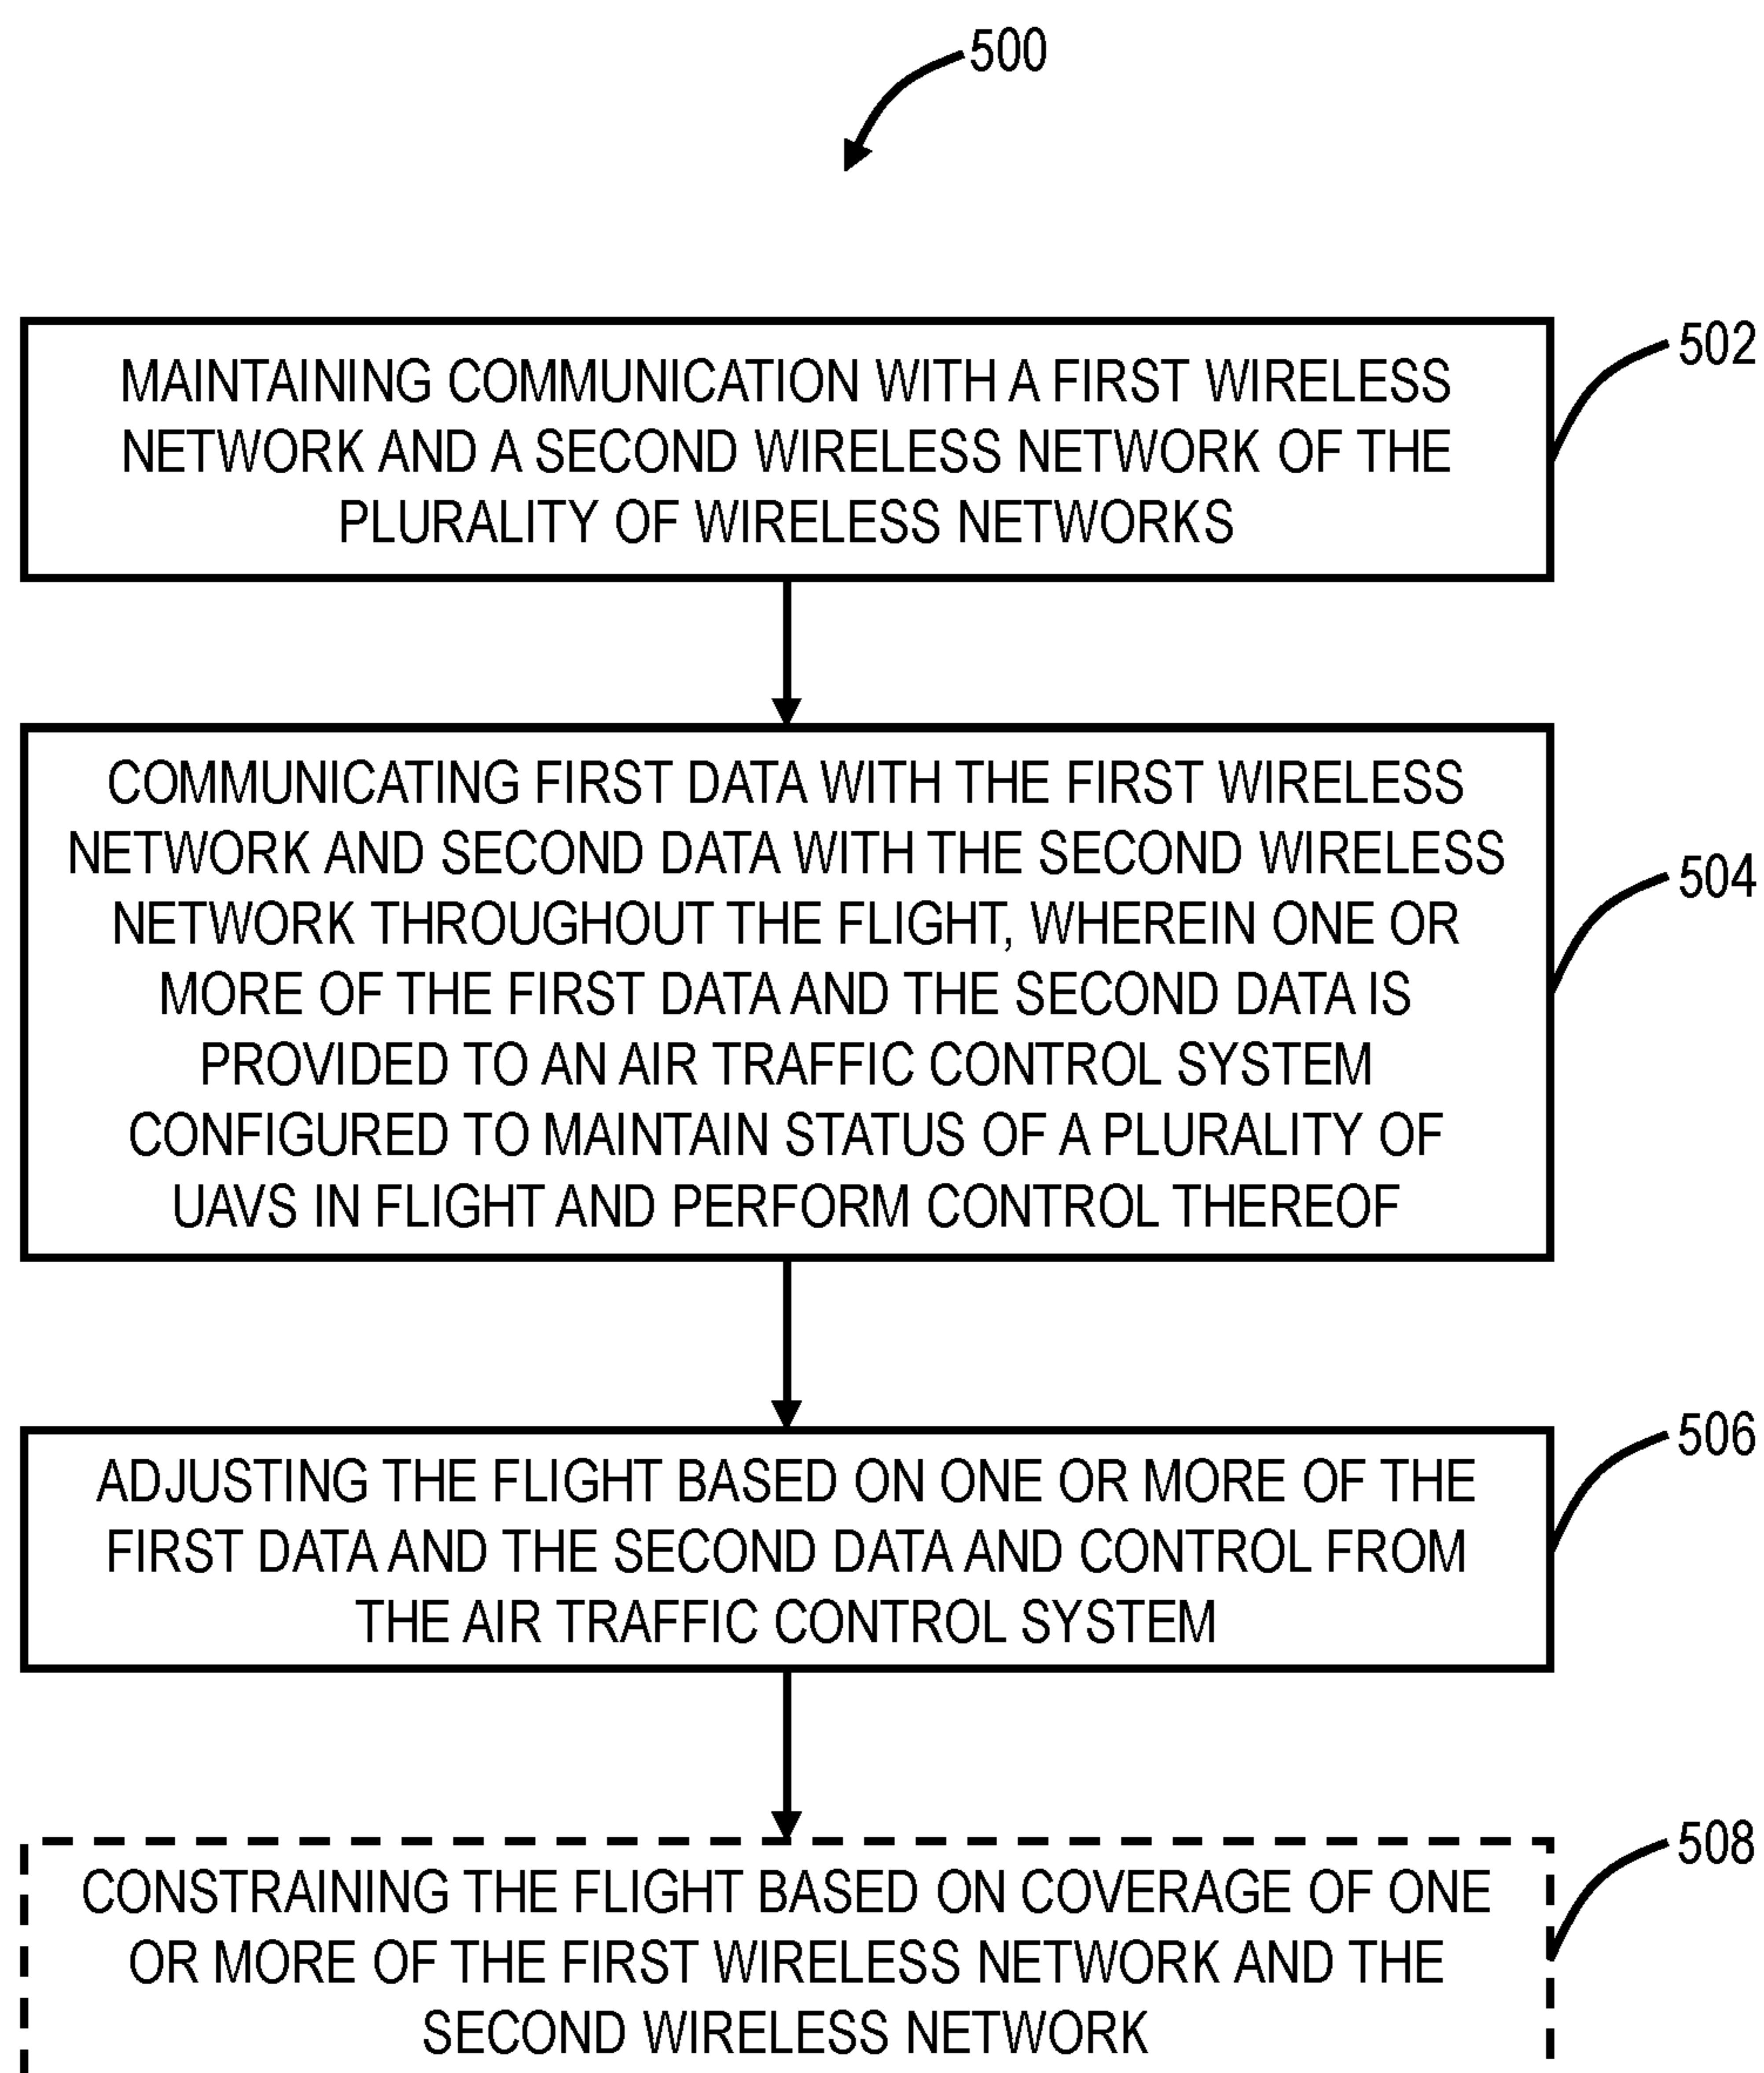 500
MAINTAINING COMMUNICATION WITH A FIRST WIRELESS
NETWORK AND A SECOND WIRELESS NETWORK OF THE
PLURALITY OF WIRELESS NETWORKS
502
COMMUNICATING FIRST DATA WITH THE FIRST WIRELESS
NETWORK AND SECOND DATA WITH THE SECOND WIRELESS
NETWORK THROUGHOUT THE FLIGHT, WHEREIN ONE OR
MORE OF THE FIRST DATA AND THE SECOND DATA IS
PROVIDED TO AN AIR TRAFFIC CONTROL SYSTEM
CONFIGURED TO MAINTAIN STATUS OF A PLURALITY OF
UAVS IN FLIGHT AND PERFORM CONTROL THEREOF
504
ADJUSTING THE FLIGHT BASED ON ONE OR MORE OF THE
FIRST DATA AND THE SECOND DATA AND CONTROL FROM
THE AIR TRAFFIC CONTROL SYSTEM
506
CONSTRAINING THE FLIGHT BASED ON COVERAGE OF ONE
OR MORE OF THE FIRST WIRELESS NETWORK AND THE
SECOND WIRELESS NETWORK
508